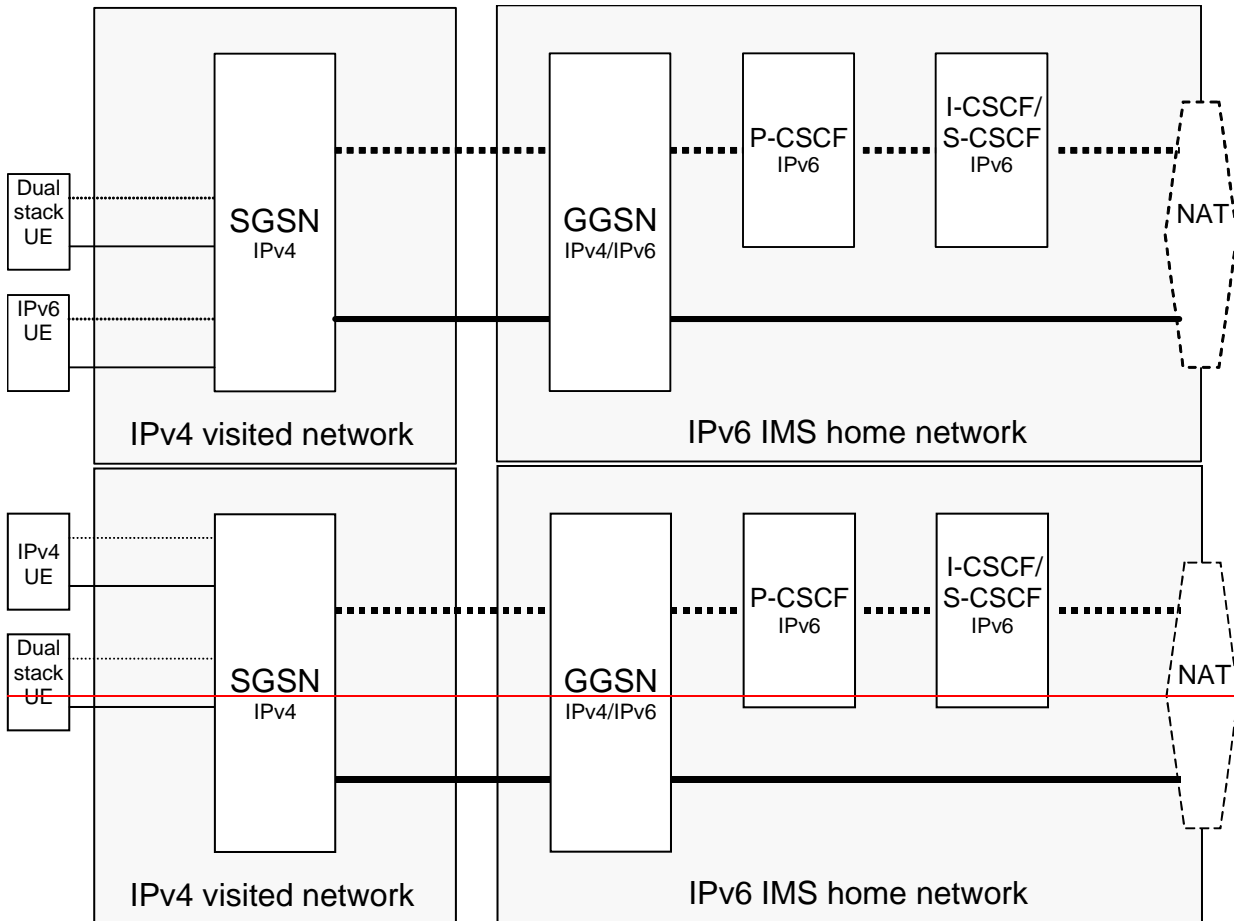 Dual
stack
UE
IPv6
UE
SGSN
IPv4
IPv4 visited network
GGSN
IPv4/IPv6
P-CSCF
IPv6
I-CSCF/
S-CSCF
IPv6
NAT
IPv6 IMS home network
IPv4
UE
Dual
stack
UE
SGSN
IPv4
IPv4 visited network
GGSN
IPv4/IPv6
P-CSCF
IPv6
I-CSCF/
S-CSCF
IPv6
NAT
IPv6 IMS home network